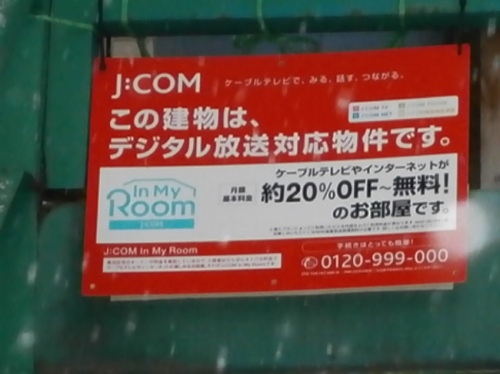 J:COM
ケーブルテレビで、みる、話す、つながる。
この建物は、
デジタル放送対応物件です。
In My
Room
月額
基本料金
ケーブルテレビやインターネットが
約20%OFF～無料!
のお部屋です。
J:COM In My Room
手続きはとっても簡単!
0120-999-000